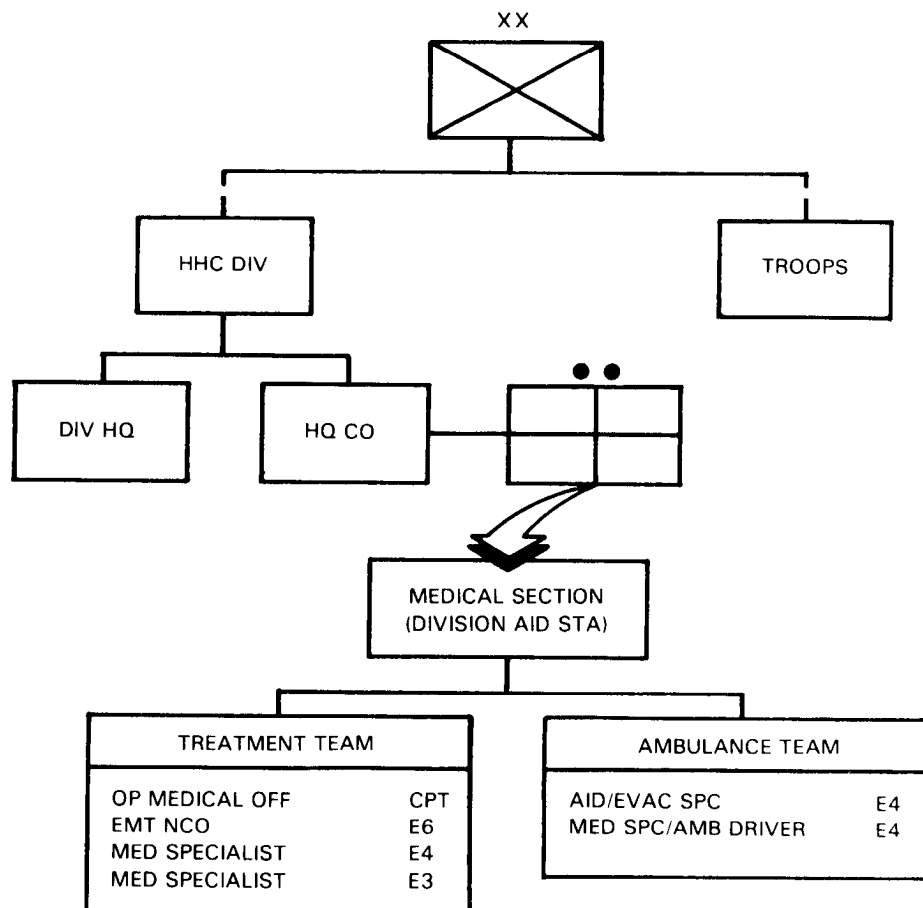 XX
HHC DIV
TROOPS
DIV HQ
HQ CO
MEDICAL SECTION
(DIVISION AID STA)
TREATMENT TEAM
OP MEDICAL OFF CPT
EMT NCO E6
MED SPECIALIST E4
MED SPECIALIST E3
AMBULANCE TEAM
AID/EVAC SPC E4
MED SPC/AMB DRIVER E4